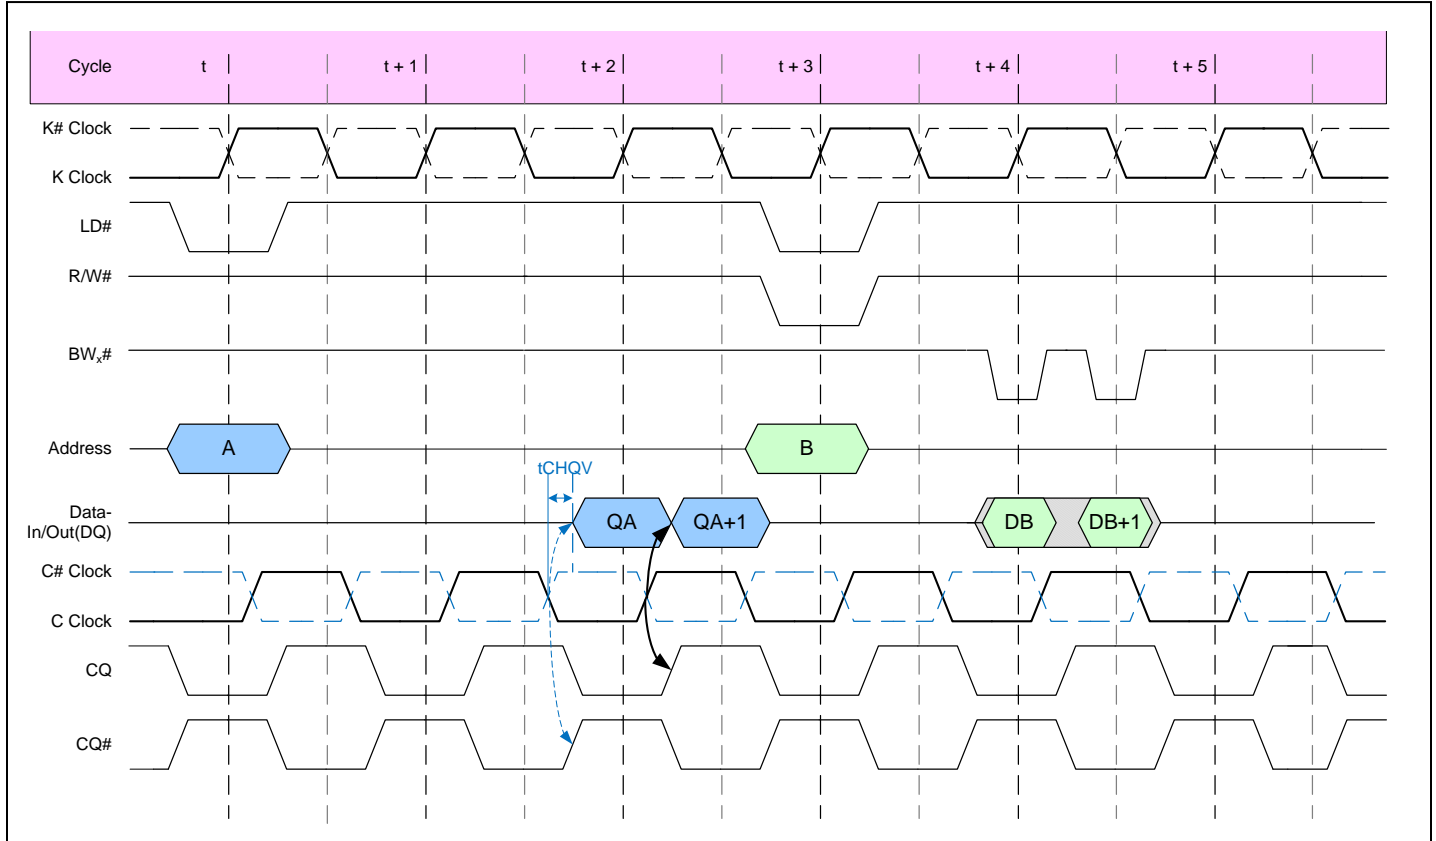 Cycle
t
t + 1
t + 2
t + 3
t + 4
t + 5
K# Clock
K Clock
LD#
R/W#
BWx#
Address
A
B
tCHQV
Data-
In/Out(DQ)
QA
QA+1
DB
DB+1
C# Clock
C Clock
CQ
CQ#